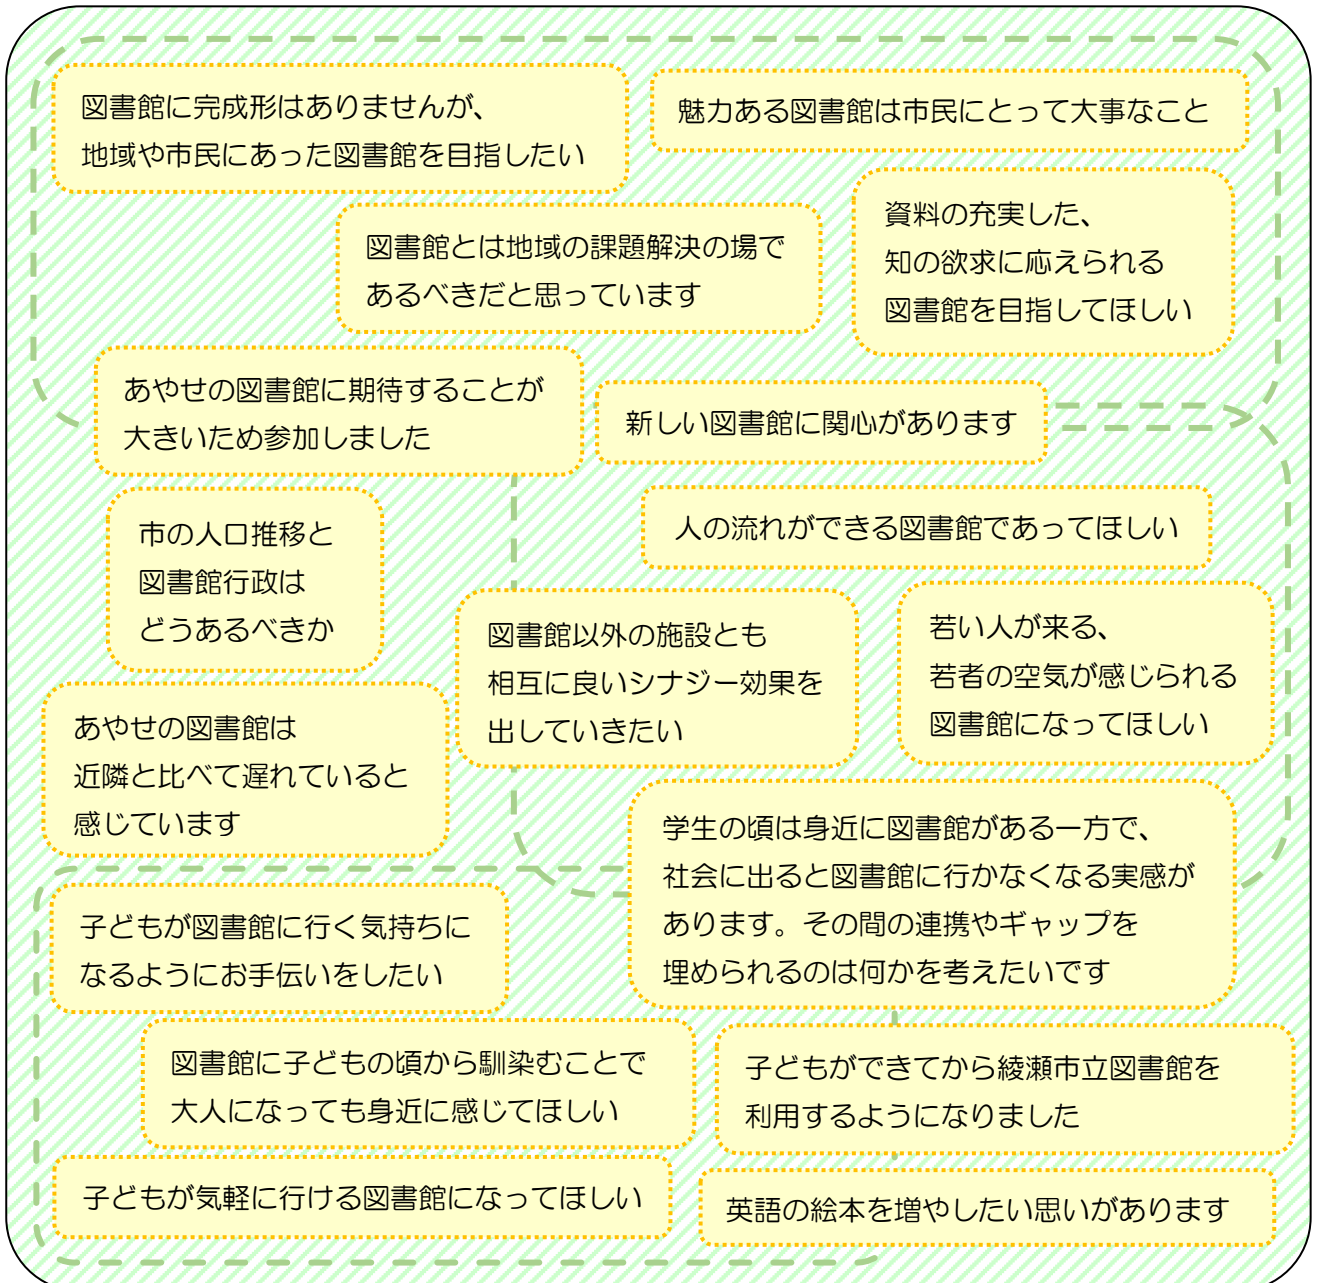 図書館に完成形はありませんが、
地域や市民にあった図書館を目指したい
魅力ある図書館は市民にとって大事なこと
図書館とは地域の課題解決の場で
あるべきだと思っています
資料の充実した、
知の欲求に応えられる
図書館を目指してほしい
あやせの図書館に期待することが
大きいため参加しました
新しい図書館に関心があります
市の人口推移と
図書館行政は
どうあるべきか
人の流れができる図書館であってほしい
図書館以外の施設とも
相互に良いシナジー効果を
出していきたい
若い人が来る、
若者の空気が感じられる
図書館になってほしい
あやせの図書館は
近隣と比べて遅れていると
感じています
学生の頃は身近に図書館がある一方で、
社会に出ると図書館に行かなくなる実感が
あります。その間の連携やギャップを
埋められるのは何かを考えたいです
子どもが図書館に行く気持ちに
なるようにお手伝いをしたい
図書館に子どもの頃から馴染むことで
大人になっても身近に感じてほしい
子どもができてから綾瀬市立図書館を
利用するようになりました
子どもが気軽に行ける図書館になってほしい
英語の絵本を増やしたい思いがあります